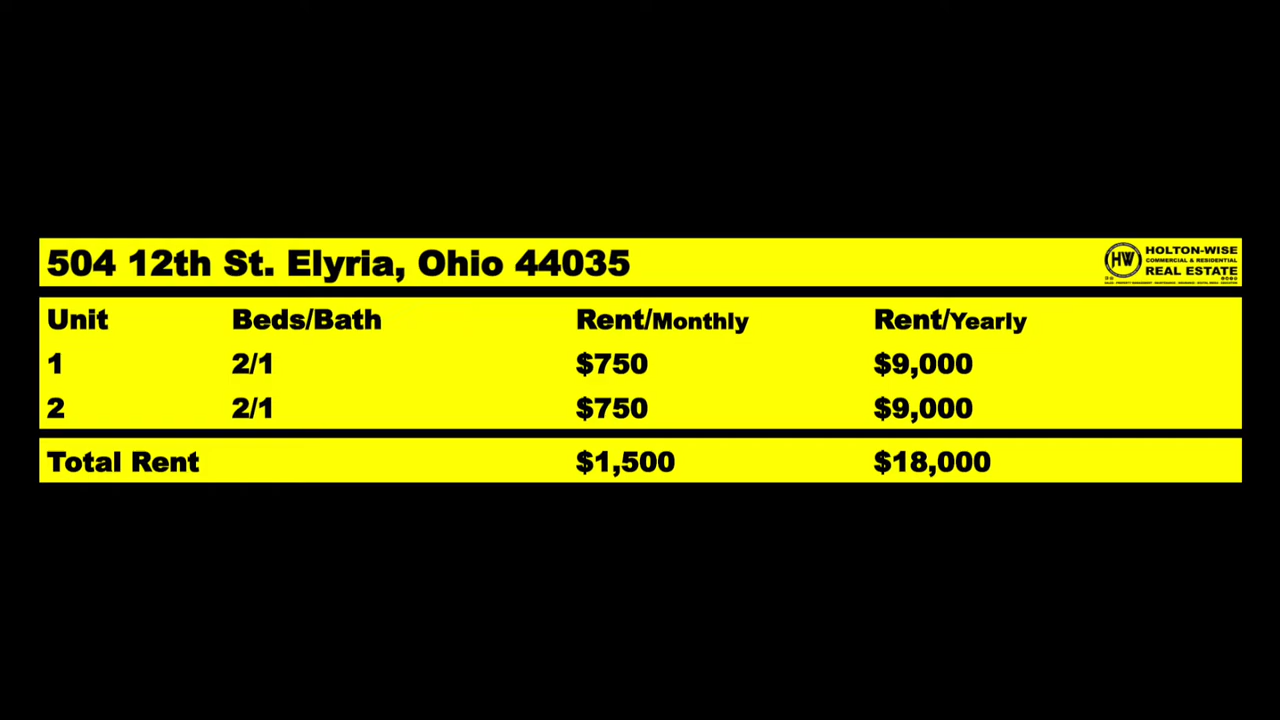 504 12th St. Elyria, Ohio 44035
HW
HOLTON-WISE
COMMERCIAL & RESIDENTIAL
REAL ESTATE
Unit Beds/Bath Rent/Monthly Rent/Yearly
1 2/1 $750 $9,000
2 2/1 $750 $9,000
Total Rent $1,500 $18,000